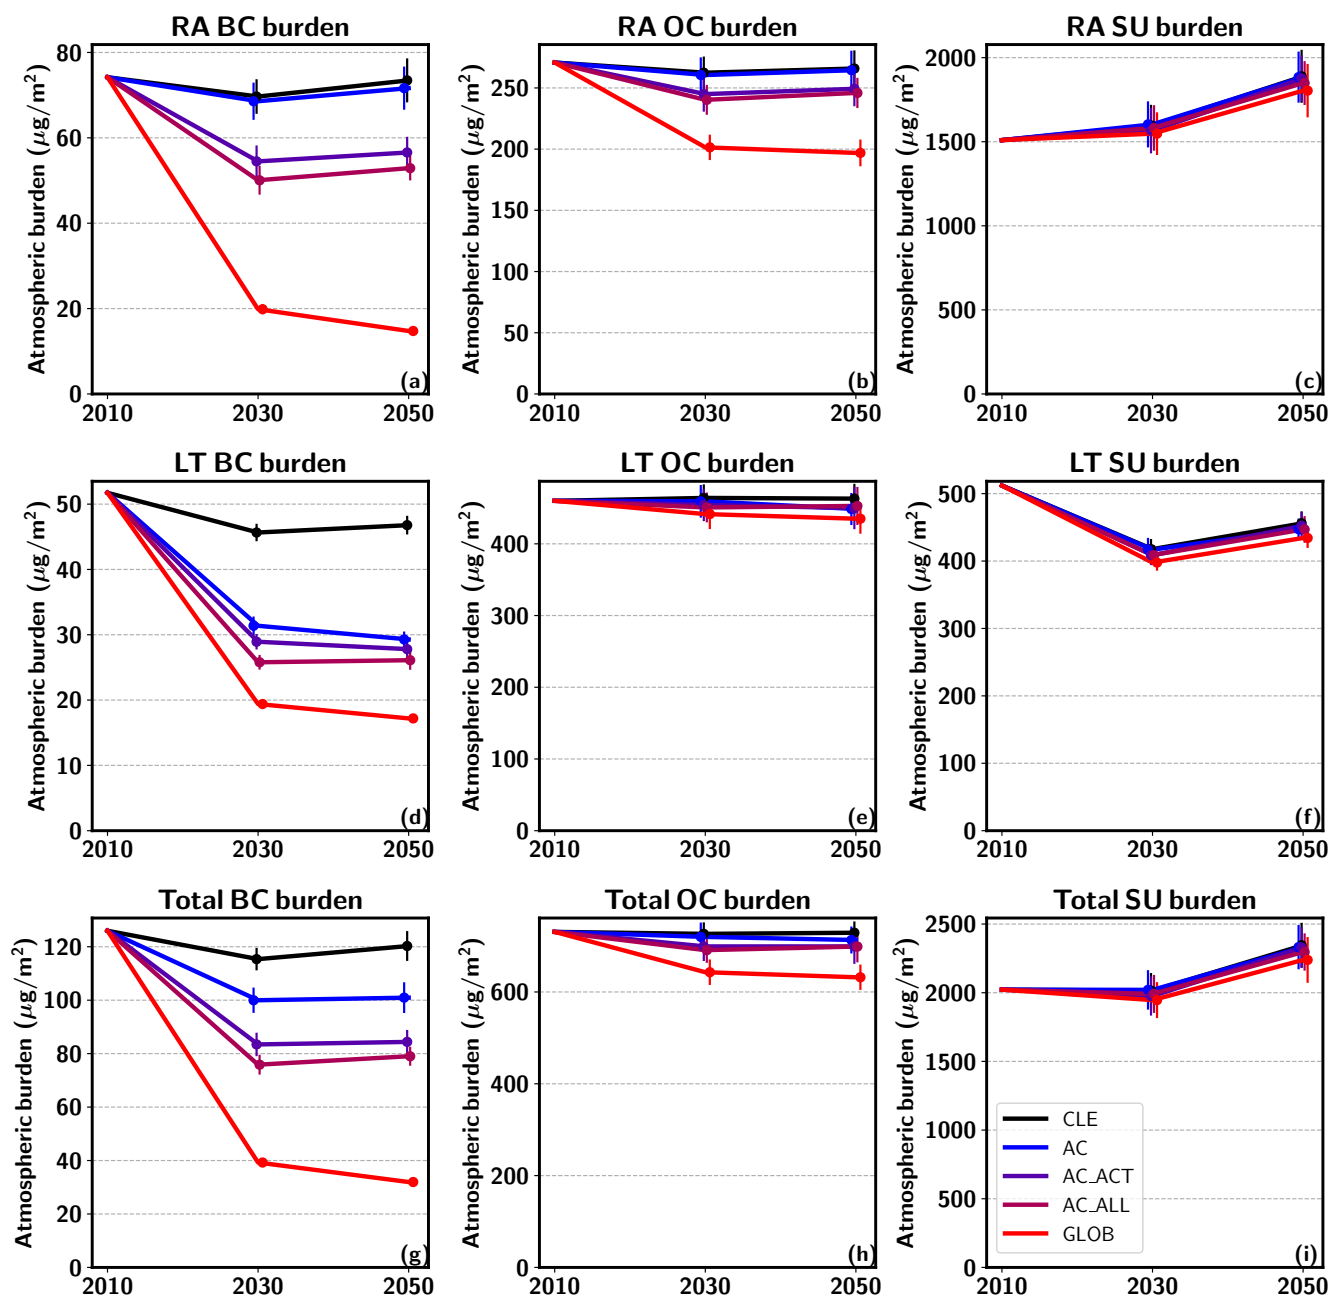 RA BC burden
RA OC burden
RA SU burden
Atmospheric burden (μg/m²)
80
60
40
20
0
2010 2030 2050
(a)
Atmospheric burden (μg/m²)
250
200
150
100
50
0
2010 2030 2050
(b)
Atmospheric burden (μg/m²)
2000
1500
1000
500
0
2010 2030 2050
(c)
LT BC burden
LT OC burden
LT SU burden
Atmospheric burden (μg/m²)
50
40
30
20
10
0
2010 2030 2050
(d)
Atmospheric burden (μg/m²)
400
300
200
100
0
2010 2030 2050
(e)
Atmospheric burden (μg/m²)
500
400
300
200
100
0
2010 2030 2050
(f)
Total BC burden
Total OC burden
Total SU burden
Atmospheric burden (μg/m²)
120
100
80
60
40
20
0
2010 2030 2050
(g)
Atmospheric burden (μg/m²)
600
400
200
0
2010 2030 2050
(h)
Atmospheric burden (μg/m²)
2500
2000
1500
1000
500
0
2010 2030 2050
CLE
AC
AC_ACT
AC_ALL
GLOB
(i)